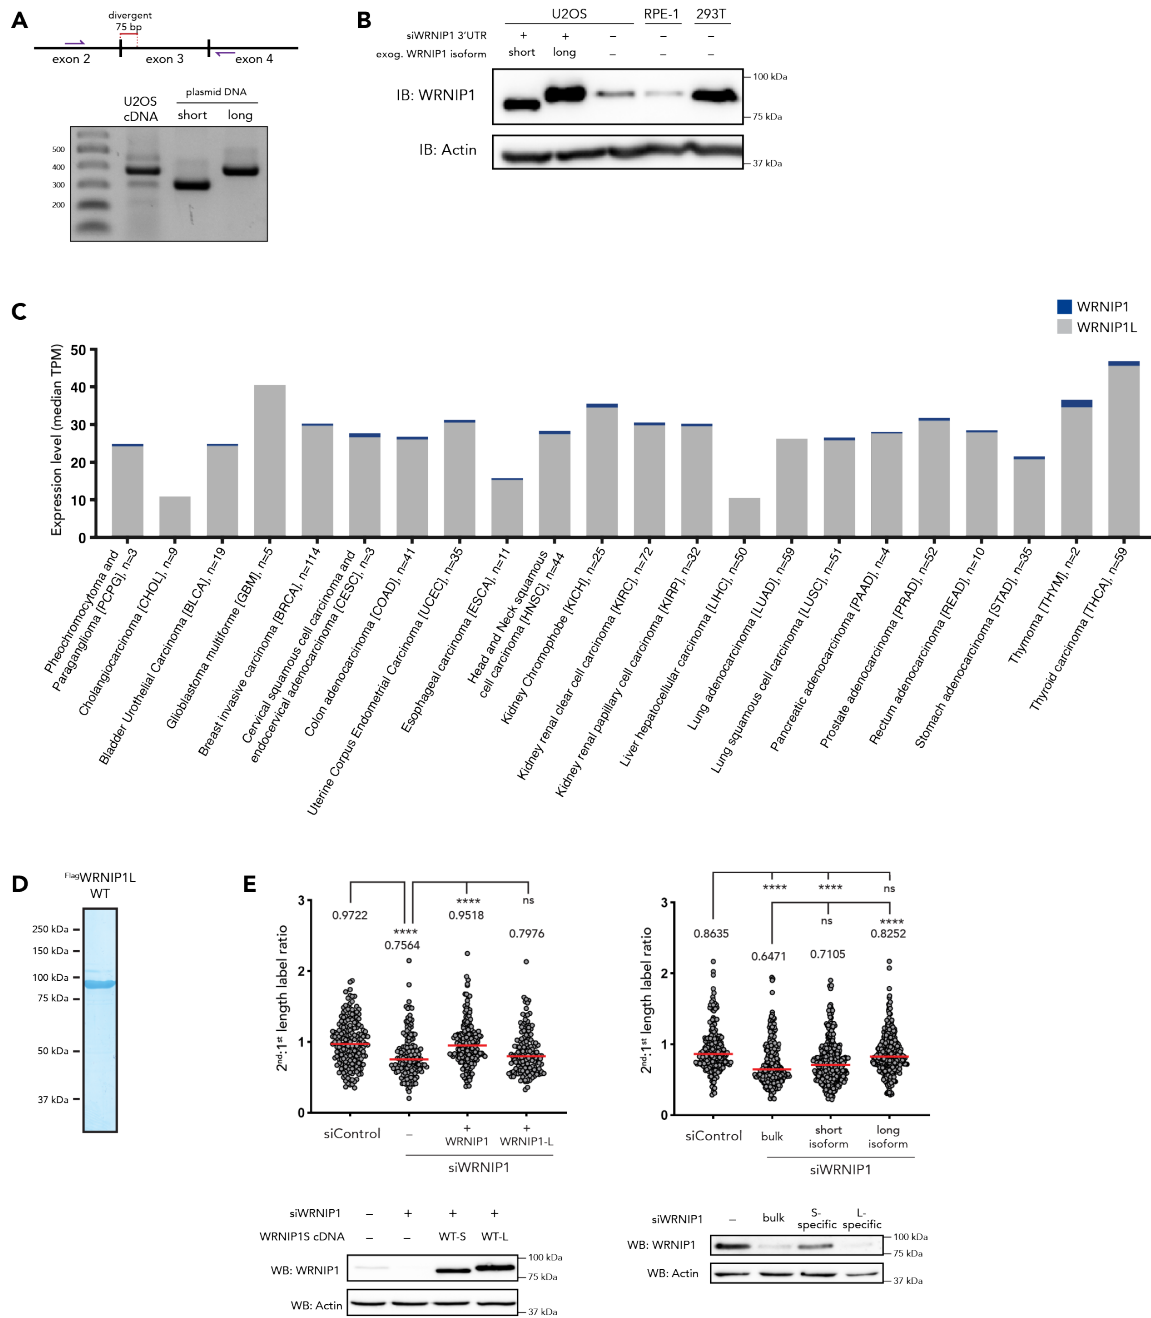 A
divergent
75 bp
exon 2
exon 3
exon 4
U2OS
cDNA
plasmid DNA
short
long
500
400
300
200
B
U2OS
RPE-1
293T
siWRNIP1 3'UTR
+
+
–
–
–
exog. WRNIP1 isoform
short
long
–
–
–
IB: WRNIP1
100 kDa
75 kDa
IB: Actin
37 kDa
C
WRNIP1
WRNIP1L
Expression level (median TPM)
50
40
30
20
10
0
Pheochromocytoma and
Paraganglioma [PCPG], n=3
Cholangiocarcinoma [CHOL], n=9
Bladder Urothelial Carcinoma [BLCA], n=19
Glioblastoma multiforme [GBM], n=5
Breast invasive carcinoma [BRCA], n=114
Cervical squamous cell carcinoma and
endocervical adenocarcinoma [CESC], n=3
Colon adenocarcinoma [COAD], n=41
Uterine Corpus Endometrial Carcinoma [UCEC], n=35
Esophageal carcinoma [ESCA], n=11
Head and Neck squamous
cell carcinoma [HNSC], n=44
Kidney Chromophobe [KICH], n=25
Kidney renal clear cell carcinoma [KIRC], n=72
Kidney renal papillary cell carcinoma [KIRP], n=32
Liver hepatocellular carcinoma [LIHC], n=50
Lung adenocarcinoma [LUAD], n=59
Lung squamous cell carcinoma [LUSC], n=51
Pancreatic adenocarcinoma [PAAD], n=4
Prostate adenocarcinoma [PRAD], n=52
Rectum adenocarcinoma [READ], n=10
Stomach adenocarcinoma [STAD], n=35
Thymoma [THYM], n=2
Thyroid carcinoma [THCA], n=59
D
FlagWRNIP1L
WT
250 kDa
150 kDa
100 kDa
75 kDa
50 kDa
37 kDa
E
2nd:1st length label ratio
3
2
1
0
0.9722
****
0.7564
****
0.9518
ns
0.7976
siControl
–
+
WRNIP1
+
WRNIP1-L
siWRNIP1
siWRNIP1
–
+
+
+
WRNIP1S cDNA
–
–
WT-S
WT-L
WB: WRNIP1
100 kDa
75 kDa
WB: Actin
37 kDa
2nd:1st length label ratio
3
2
1
0
****
****
ns
ns
****
0.8635
0.6471
0.7105
0.8252
siControl
bulk
short
isoform
long
isoform
siWRNIP1
siWRNIP1
–
bulk
S-
specific
L-
specific
WB: WRNIP1
100 kDa
75 kDa
WB: Actin
37 kDa